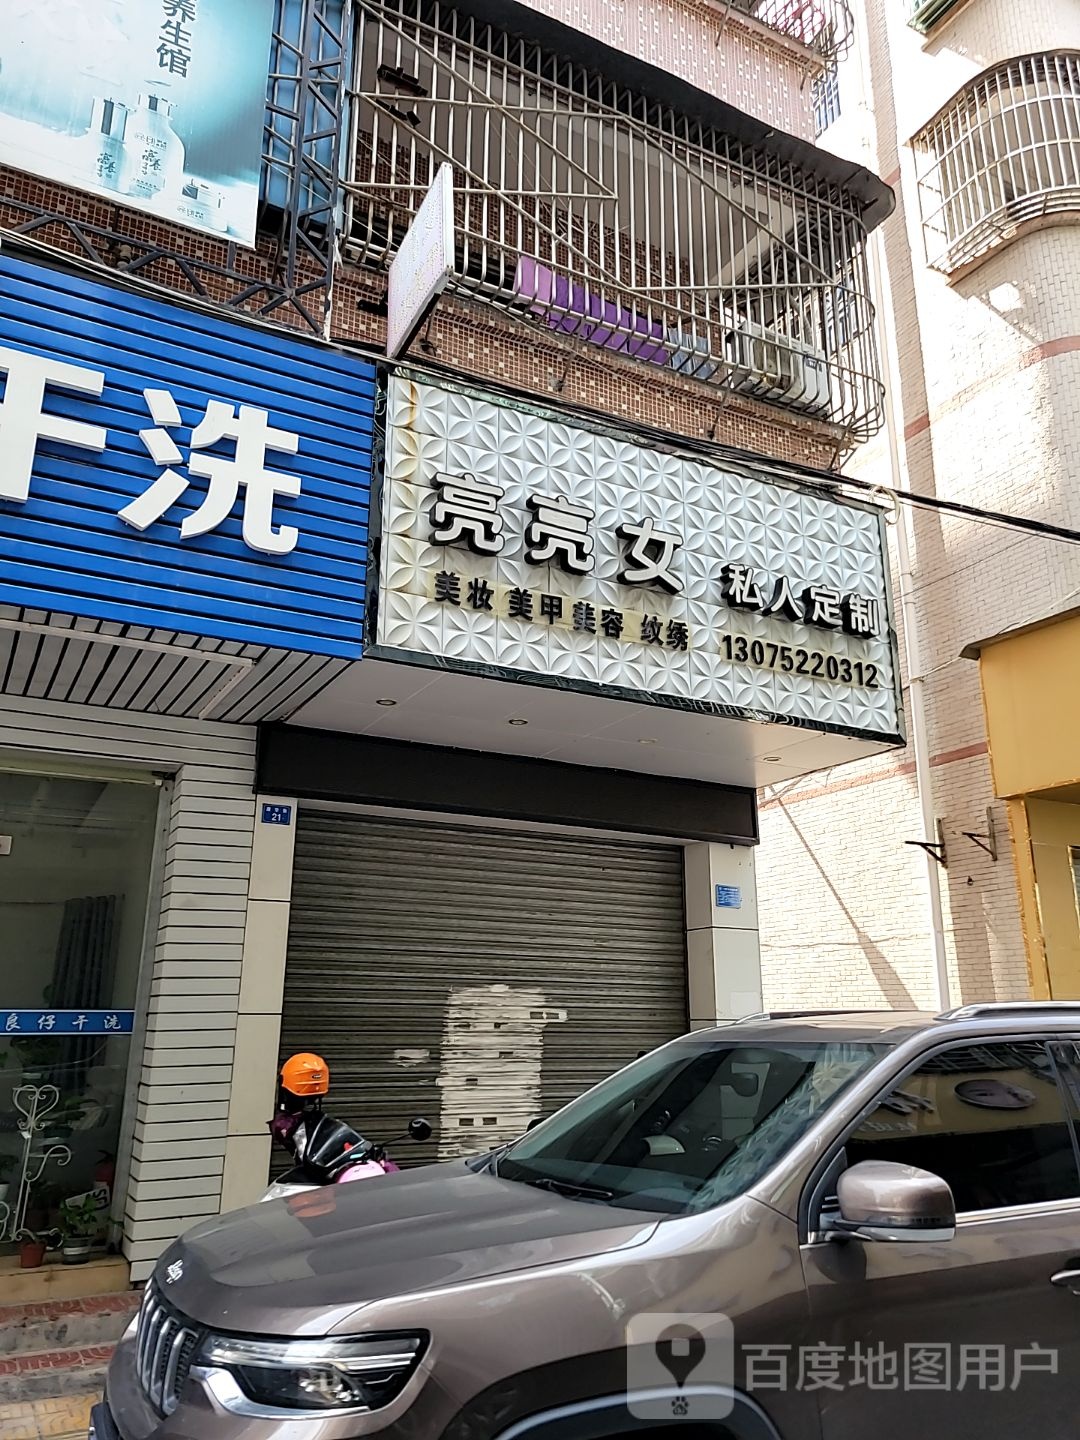 养生馆
干洗
亮亮女 私人定制
美妆 美甲 美容 纹绣 13075220312
21
良仔干洗
Jeep
百度地图用户